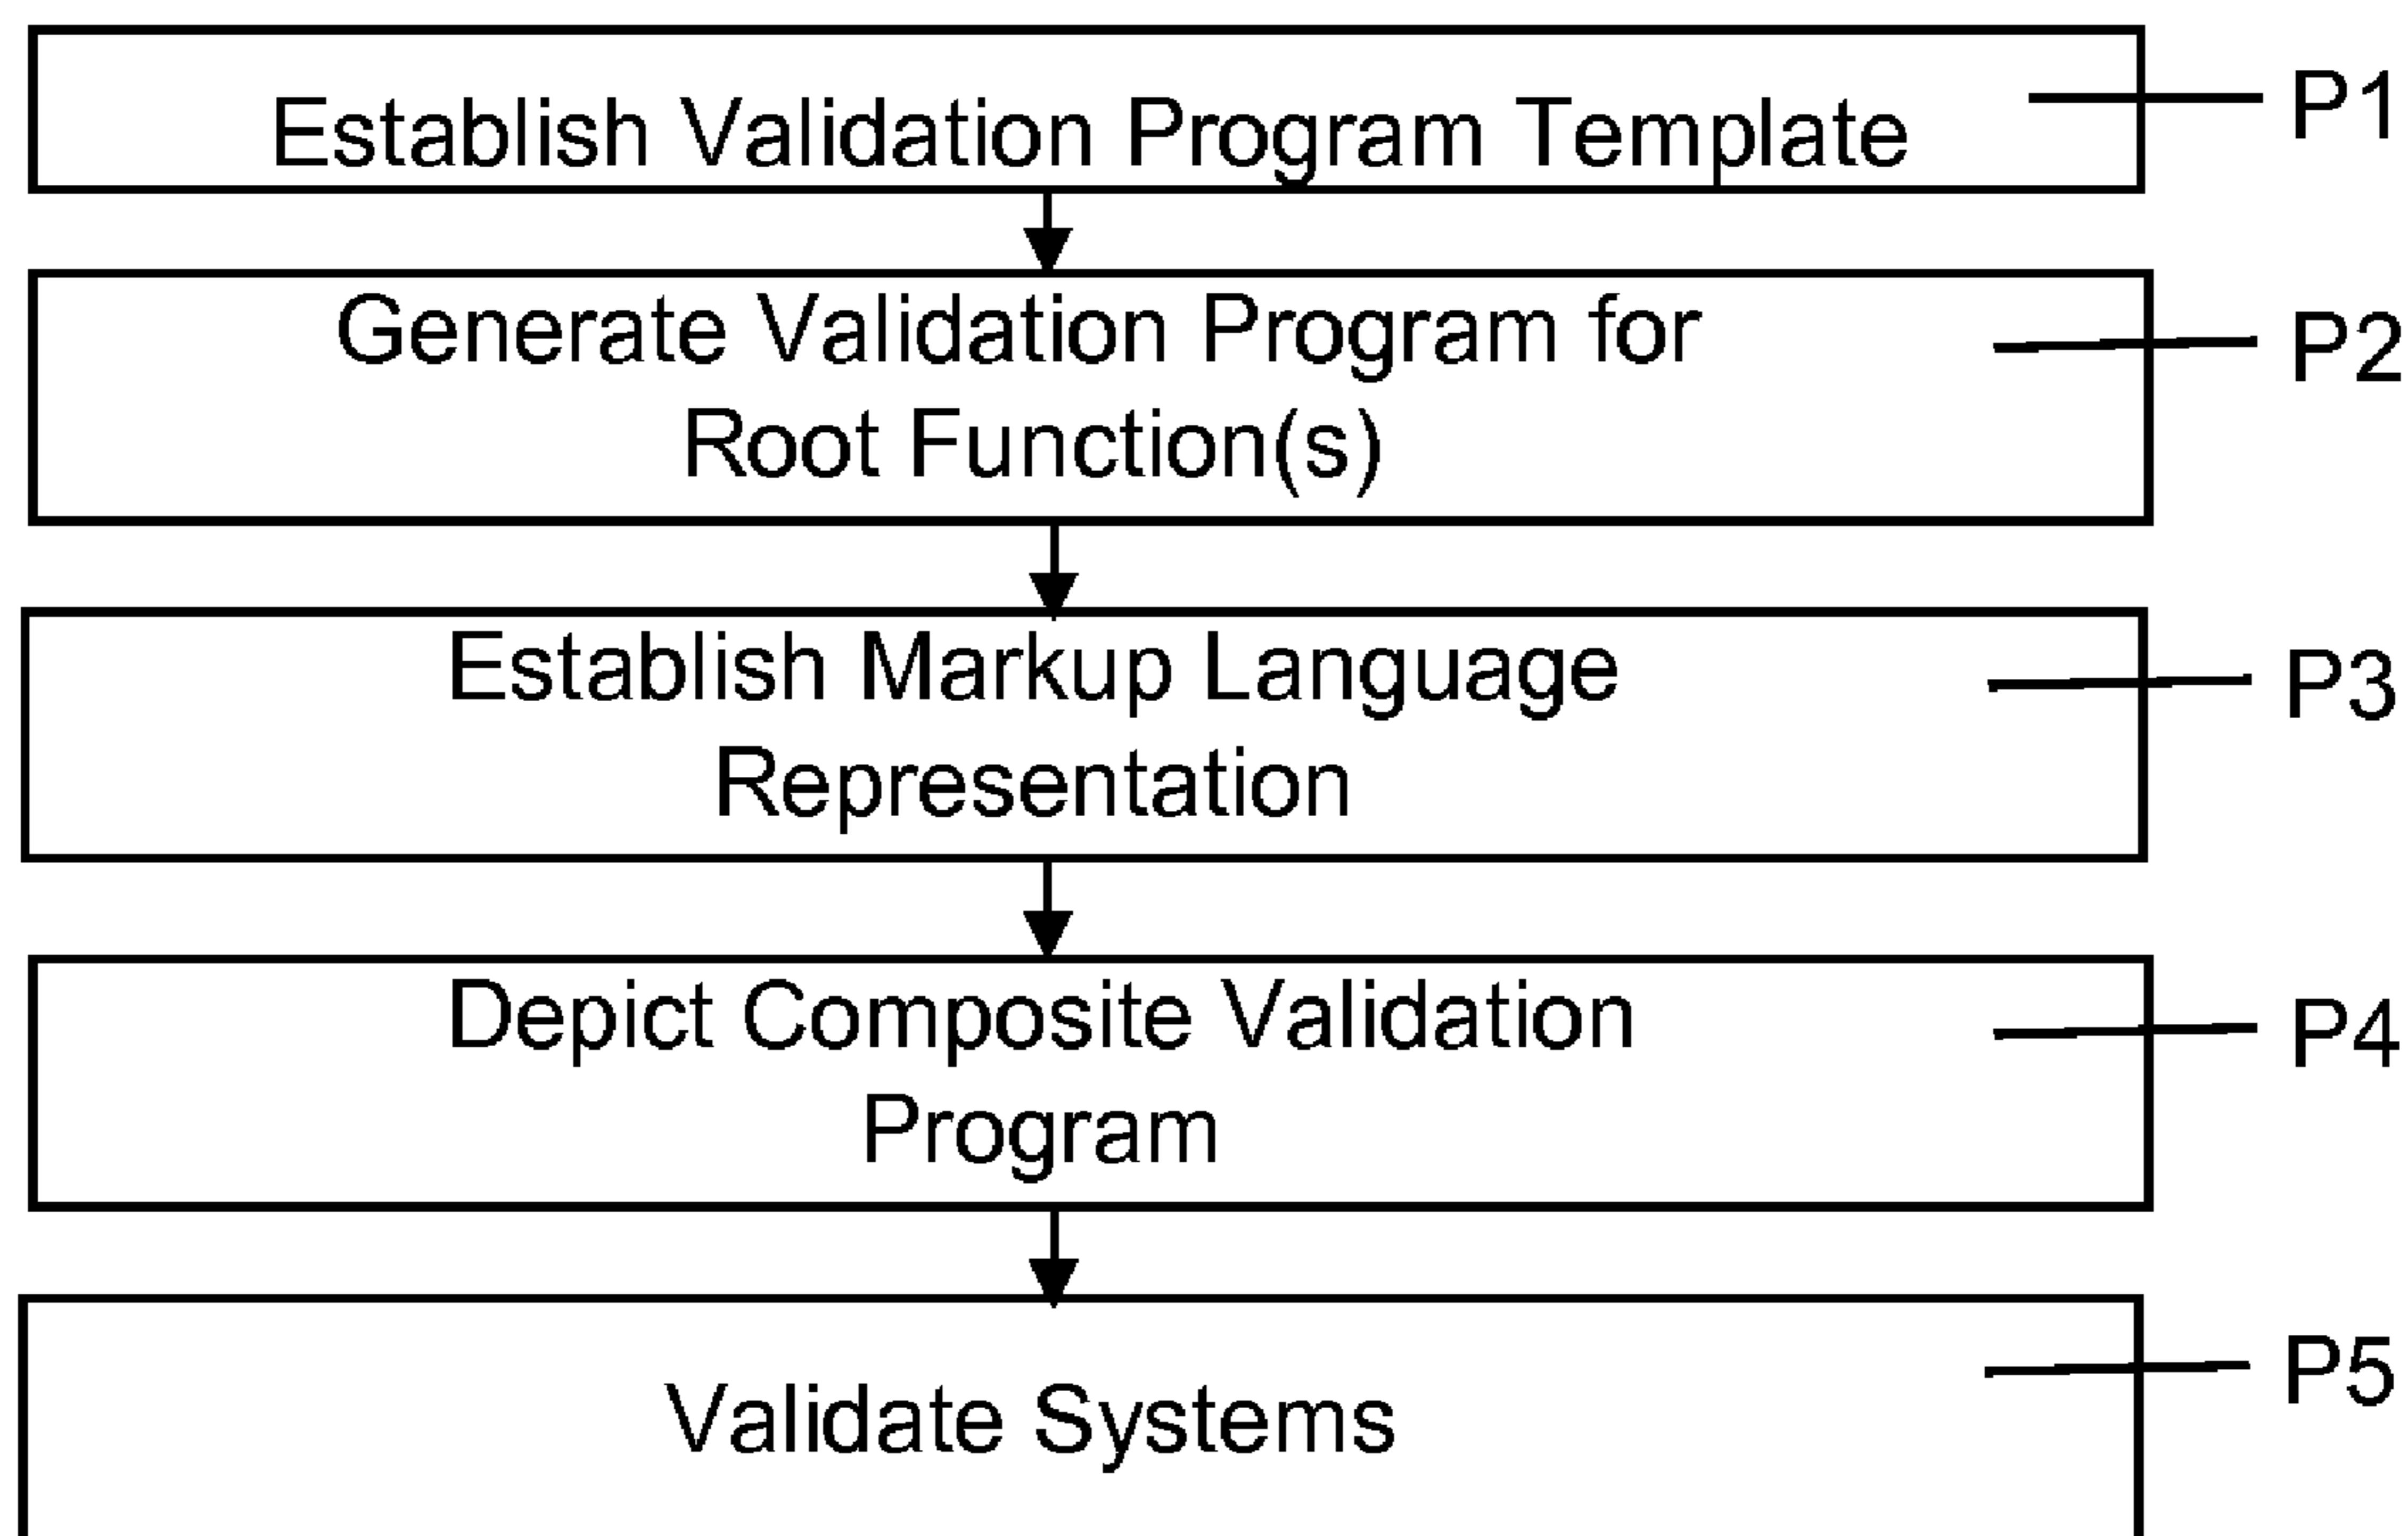 Establish Validation Program Template
P1
Generate Validation Program for
Root Function(s)
P2
Establish Markup Language
Representation
P3
Depict Composite Validation
Program
P4
Validate Systems
P5